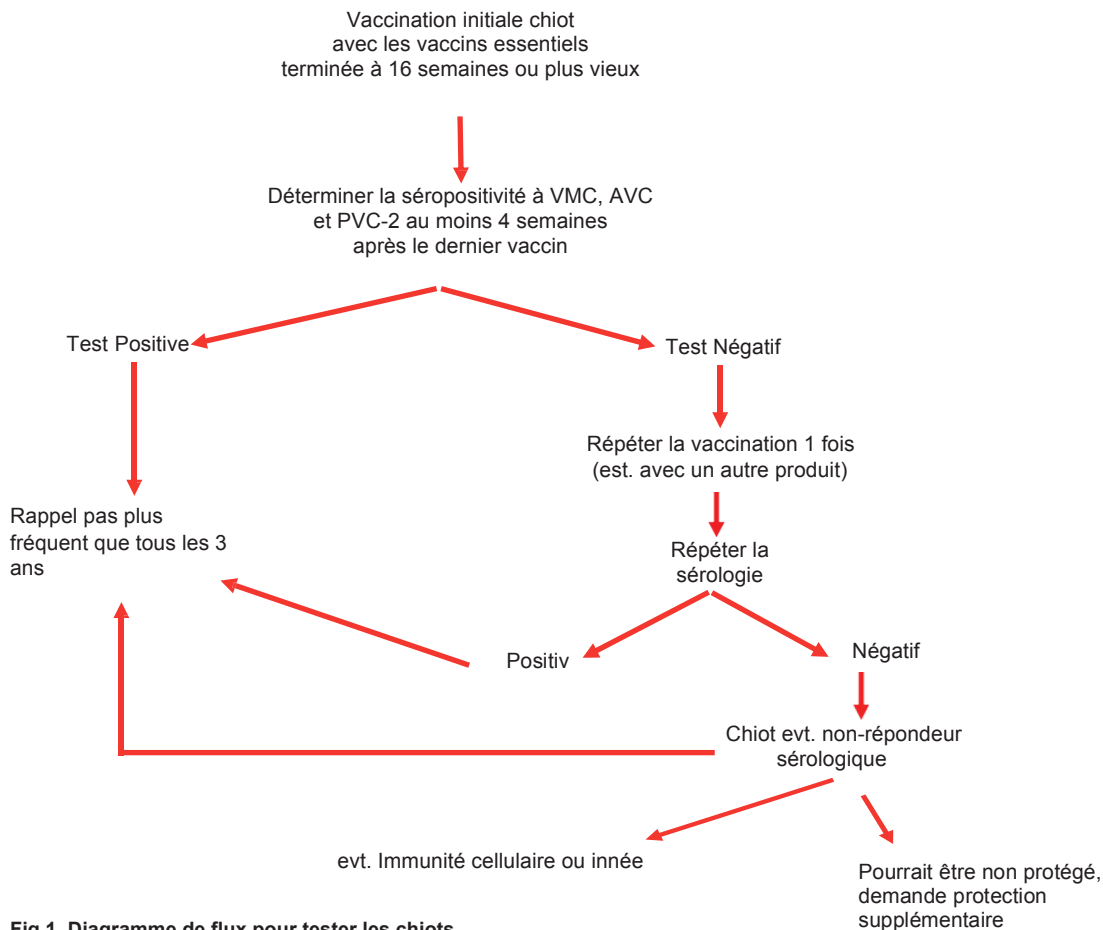 Vaccination initiale chiot
avec les vaccins essentiels
terminée à 16 semaines ou plus vieux
Déterminer la séropositivité à VMC, AVC
et PVC-2 au moins 4 semaines
après le dernier vaccin
Test Positive
Test Négatif
Répéter la vaccination 1 fois
(est. avec un autre produit)
Rappel pas plus
fréquent que tous les 3
ans
Répéter la
sérologie
Positiv
Négatif
Chiot evt. non-répondeur
sérologique
evt. Immunité cellulaire ou innée
Pourrait être non protégé,
demande protection
supplémentaire
Fig 1. Diagramme de flux pour tester les chiots